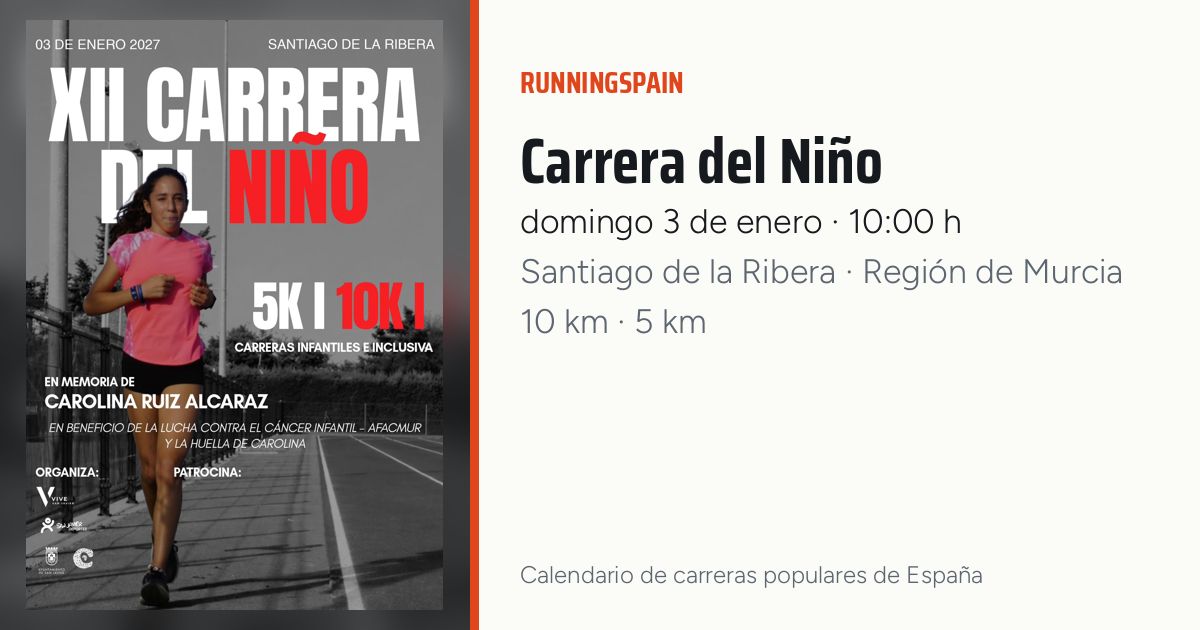 03 DE ENERO 2027
SANTIAGO DE LA RIBERA
XII CARRERA
DEL NIÑO
5K I 10K I
CARRERAS INFANTILES E INCLUSIVA
EN MEMORIA DE
CAROLINA RUIZ ALCARAZ
EN BENEFICIO DE LA LUCHA CONTRA EL CÁNCER INFANTIL - AFACMUR
Y LA HUELLA DE CAROLINA
ORGANIZA:
PATROCINA:
VIVE
RUNNINGSPAIN
Carrera del Niño
domingo 3 de enero · 10:00 h
Santiago de la Ribera · Región de Murcia
10 km · 5 km
Calendario de carreras populares de España